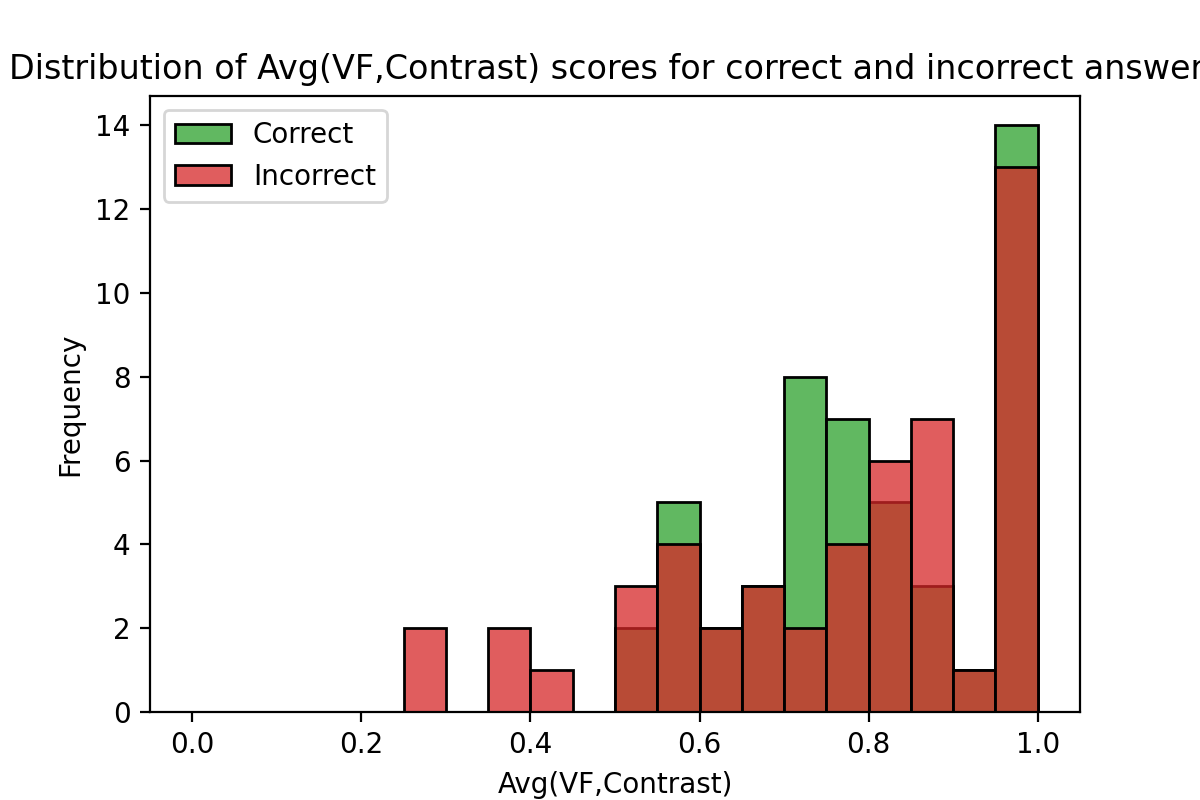 Distribution of Avg(VF,Contrast) scores for correct and incorrect answer
Correct
Incorrect
14
12
10
8
6
4
2
0
Frequency
0.0 0.2 0.4 0.6 0.8 1.0
Avg(VF,Contrast)